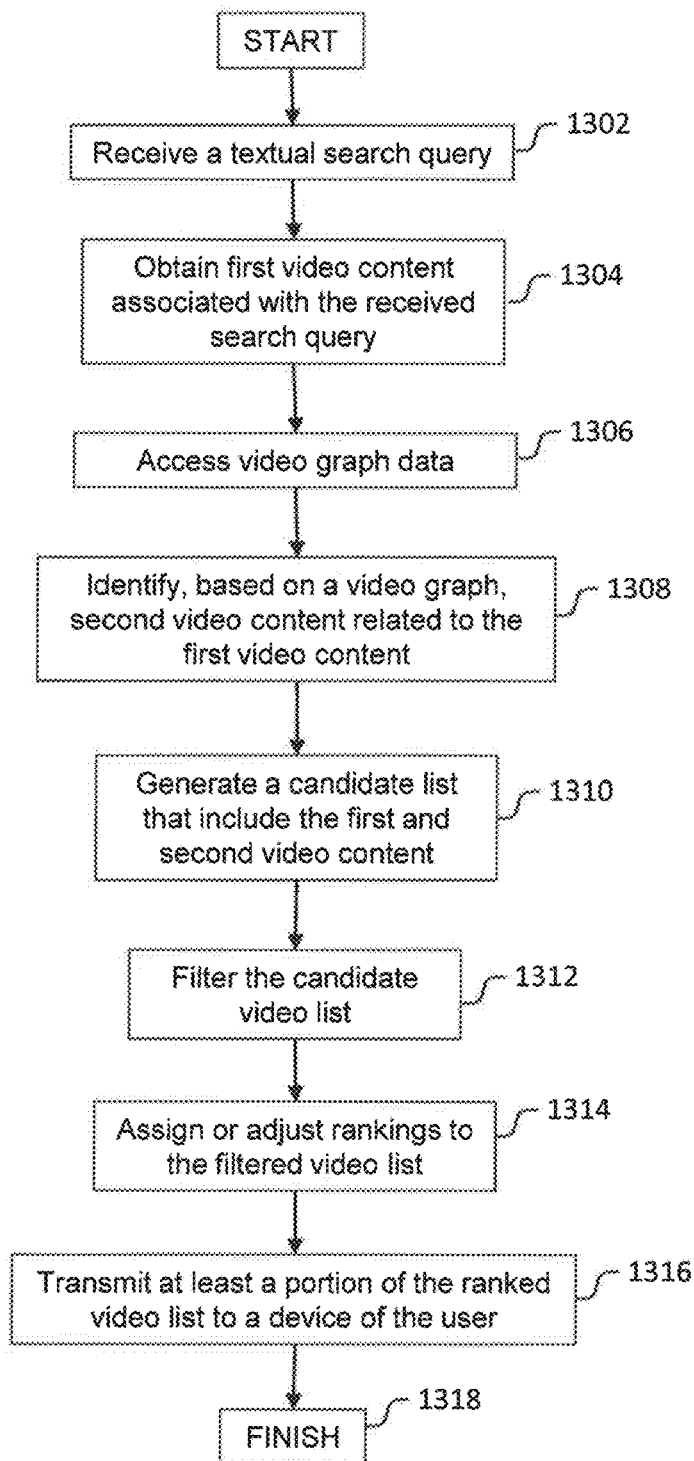 START
1302
Receive a textual search query
Obtain first video content
associated with the received
search query
1304
1306
Access video graph data
Identify, based on a video graph,
second video content related to the
first video content
1308
Generate a candidate list
that include the first and
second video content
1310
Filter the candidate
video list
1312
1314
Assign or adjust rankings to
the filtered video list
Transmit at least a portion of the ranked
video list to a device of the user
1316
1318
FINISH